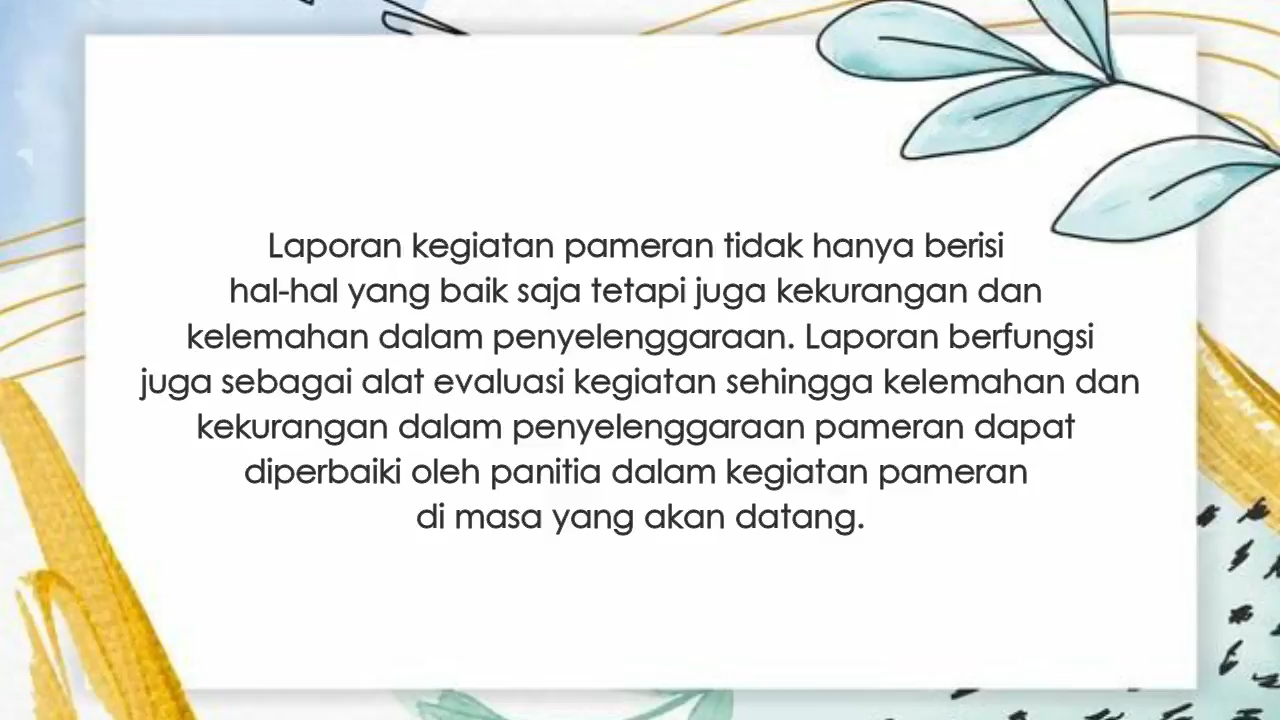 Laporan kegiatan pameran tidak hanya berisi
hal-hal yang baik saja tetapi juga kekurangan dan
kelemahan dalam penyelenggaraan. Laporan berfungsi
juga sebagai alat evaluasi kegiatan sehingga kelemahan dan
kekurangan dalam penyelenggaraan pameran dapat
diperbaiki oleh panitia dalam kegiatan pameran
di masa yang akan datang.